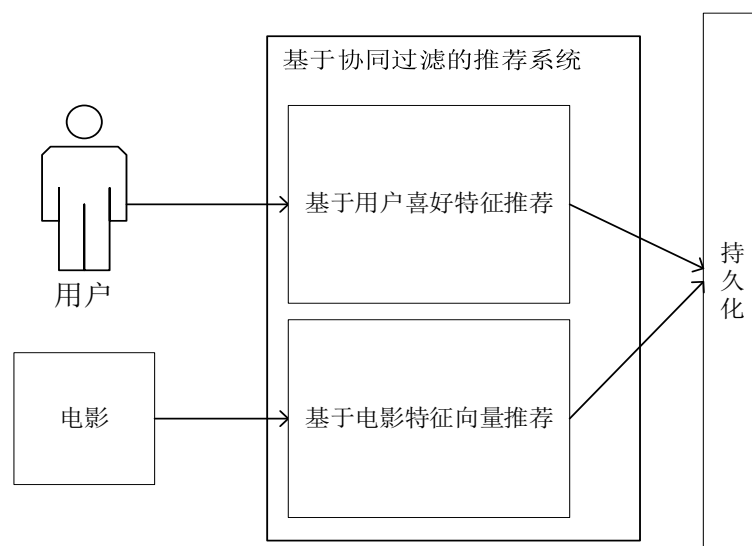 基于协同过滤的推荐系统
基于用户喜好特征推荐
用户
持久化
电影
基于电影特征向量推荐